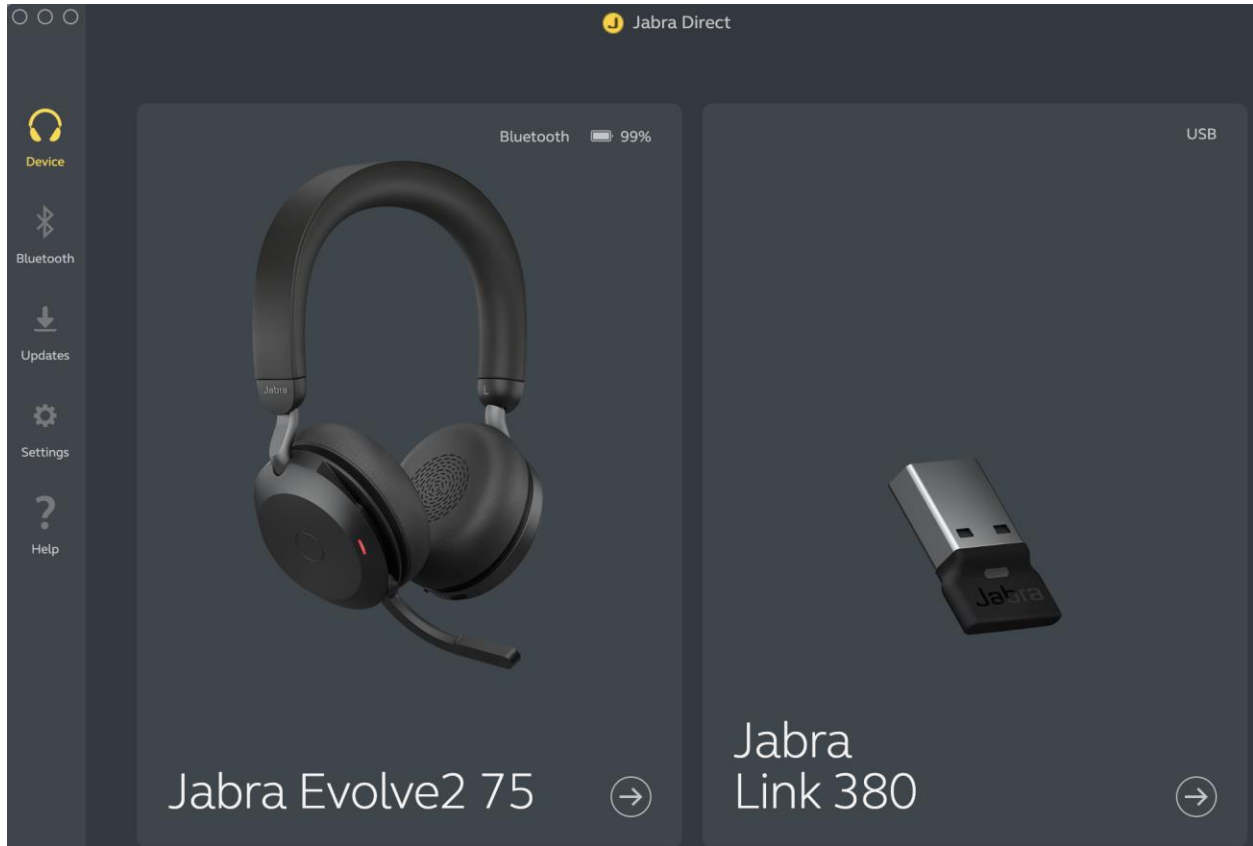 Jabra Direct
Device
Bluetooth
Updates
Settings
Help
Bluetooth 99%
Jabra
L
Jabra Evolve2 75
USB
Jabra
Jabra
Link 380